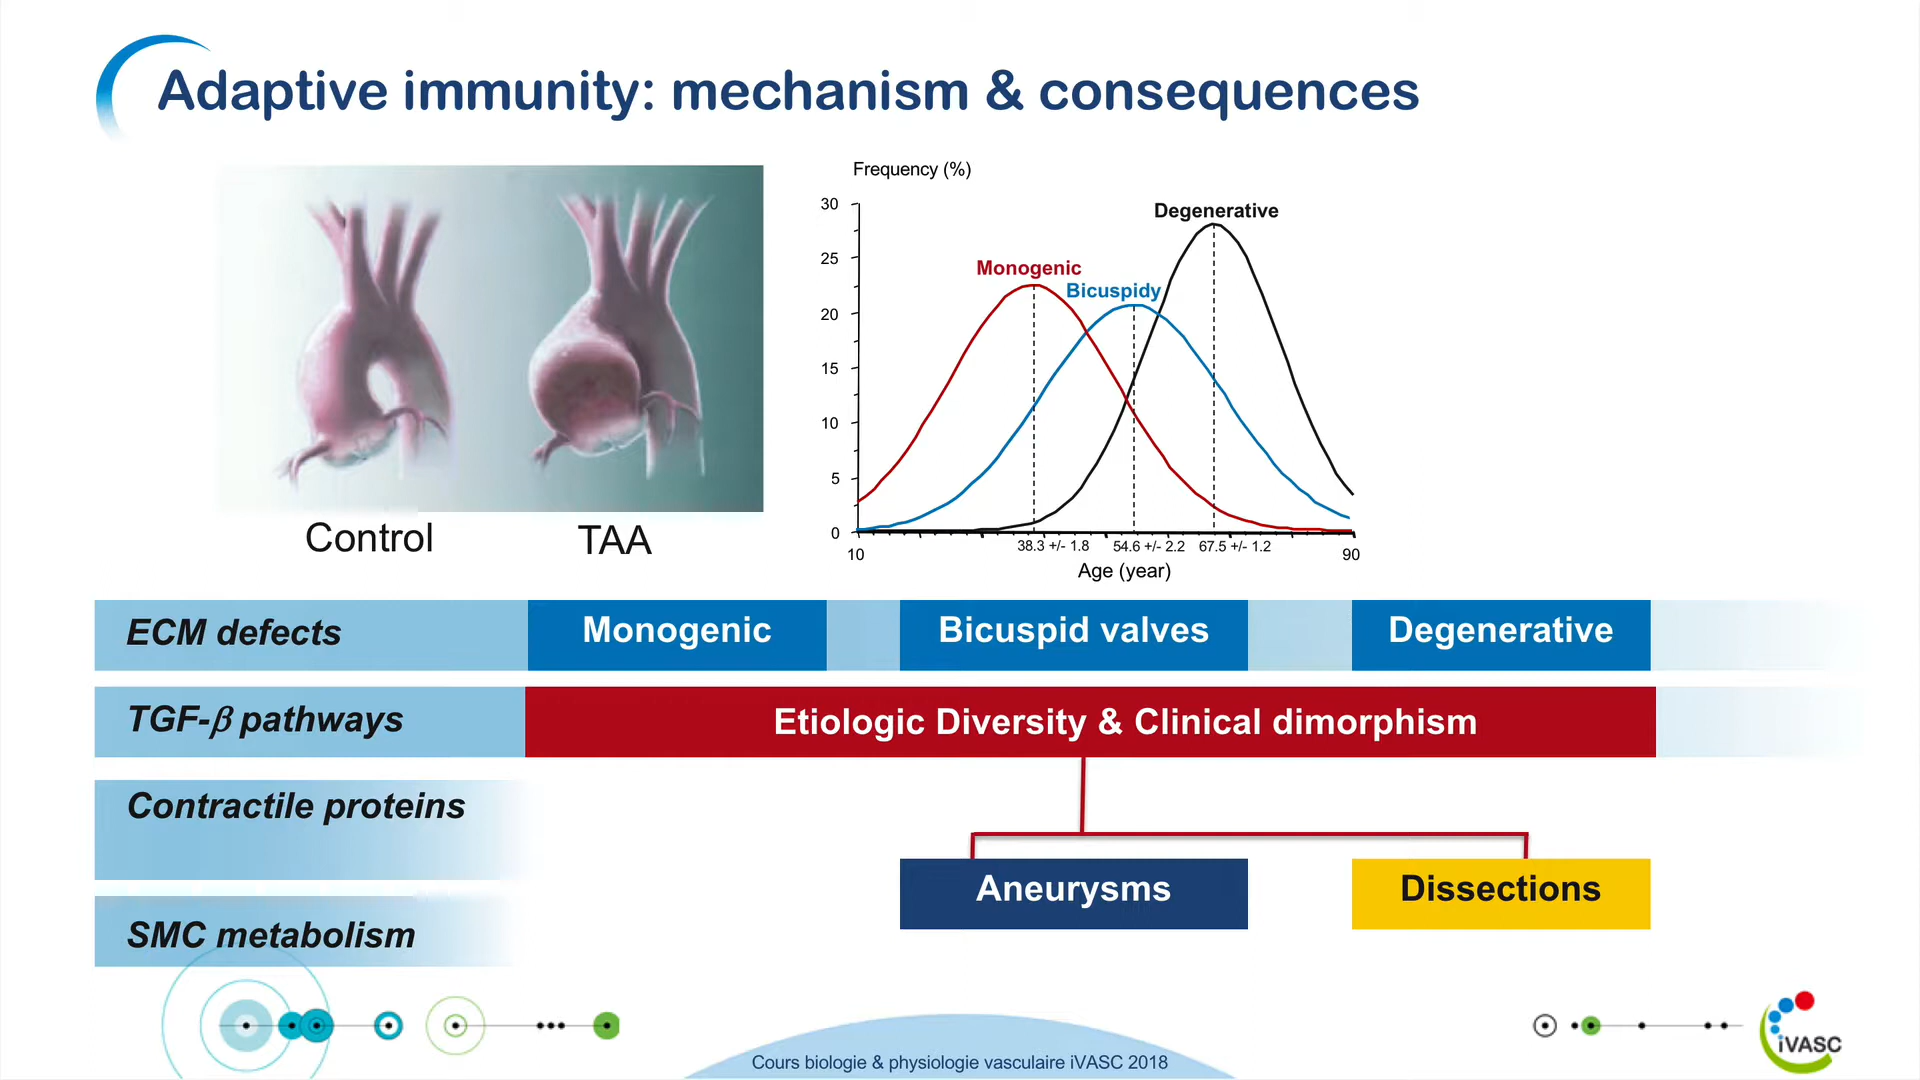 Adaptive immunity: mechanism & consequences
Control
TAA
Frequency (%)
30
25
20
15
10
5
0
Degenerative
Monogenic
Bicuspidy
10
38.3 +/- 1.8
54.6 +/- 2.2
67.5 +/- 1.2
90
Age (year)
ECM defects
Monogenic
Bicuspid valves
Degenerative
TGF-β pathways
Etiologic Diversity & Clinical dimorphism
Contractile proteins
SMC metabolism
Aneurysms
Dissections
Cours biologie & physiologie vasculaire iVASC 2018
iVASC